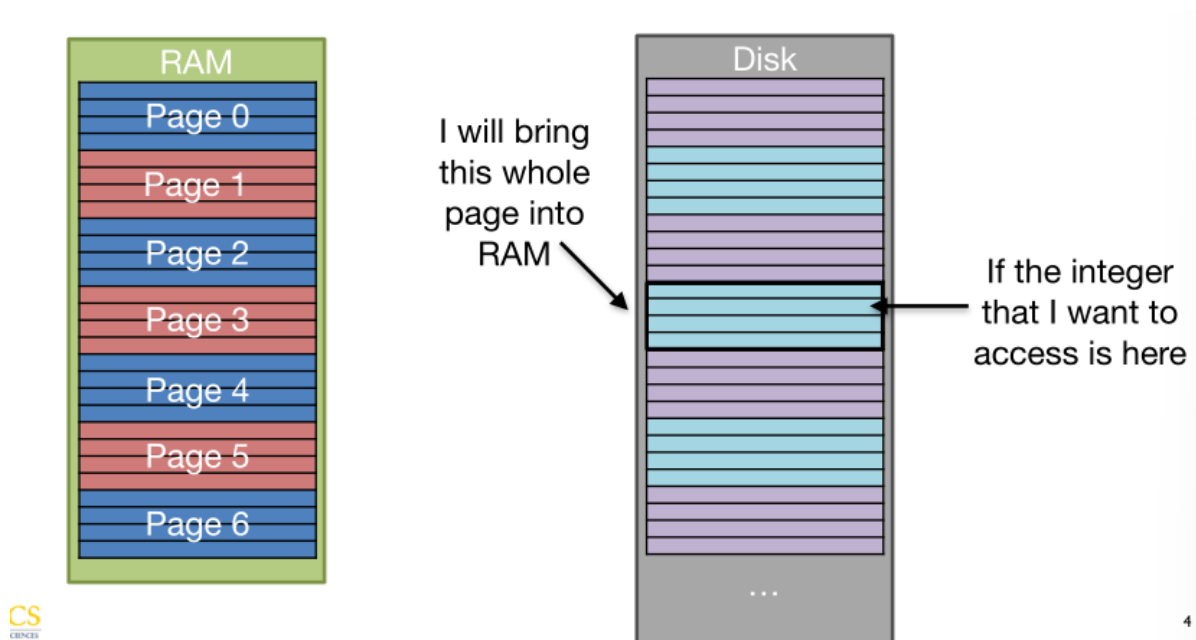 RAM
Page 0
Page 1
Page 2
Page 3
Page 4
Page 5
Page 6
I will bring
this whole
page into
RAM
Disk
...
If the integer
that I want to
access is here
CS
4